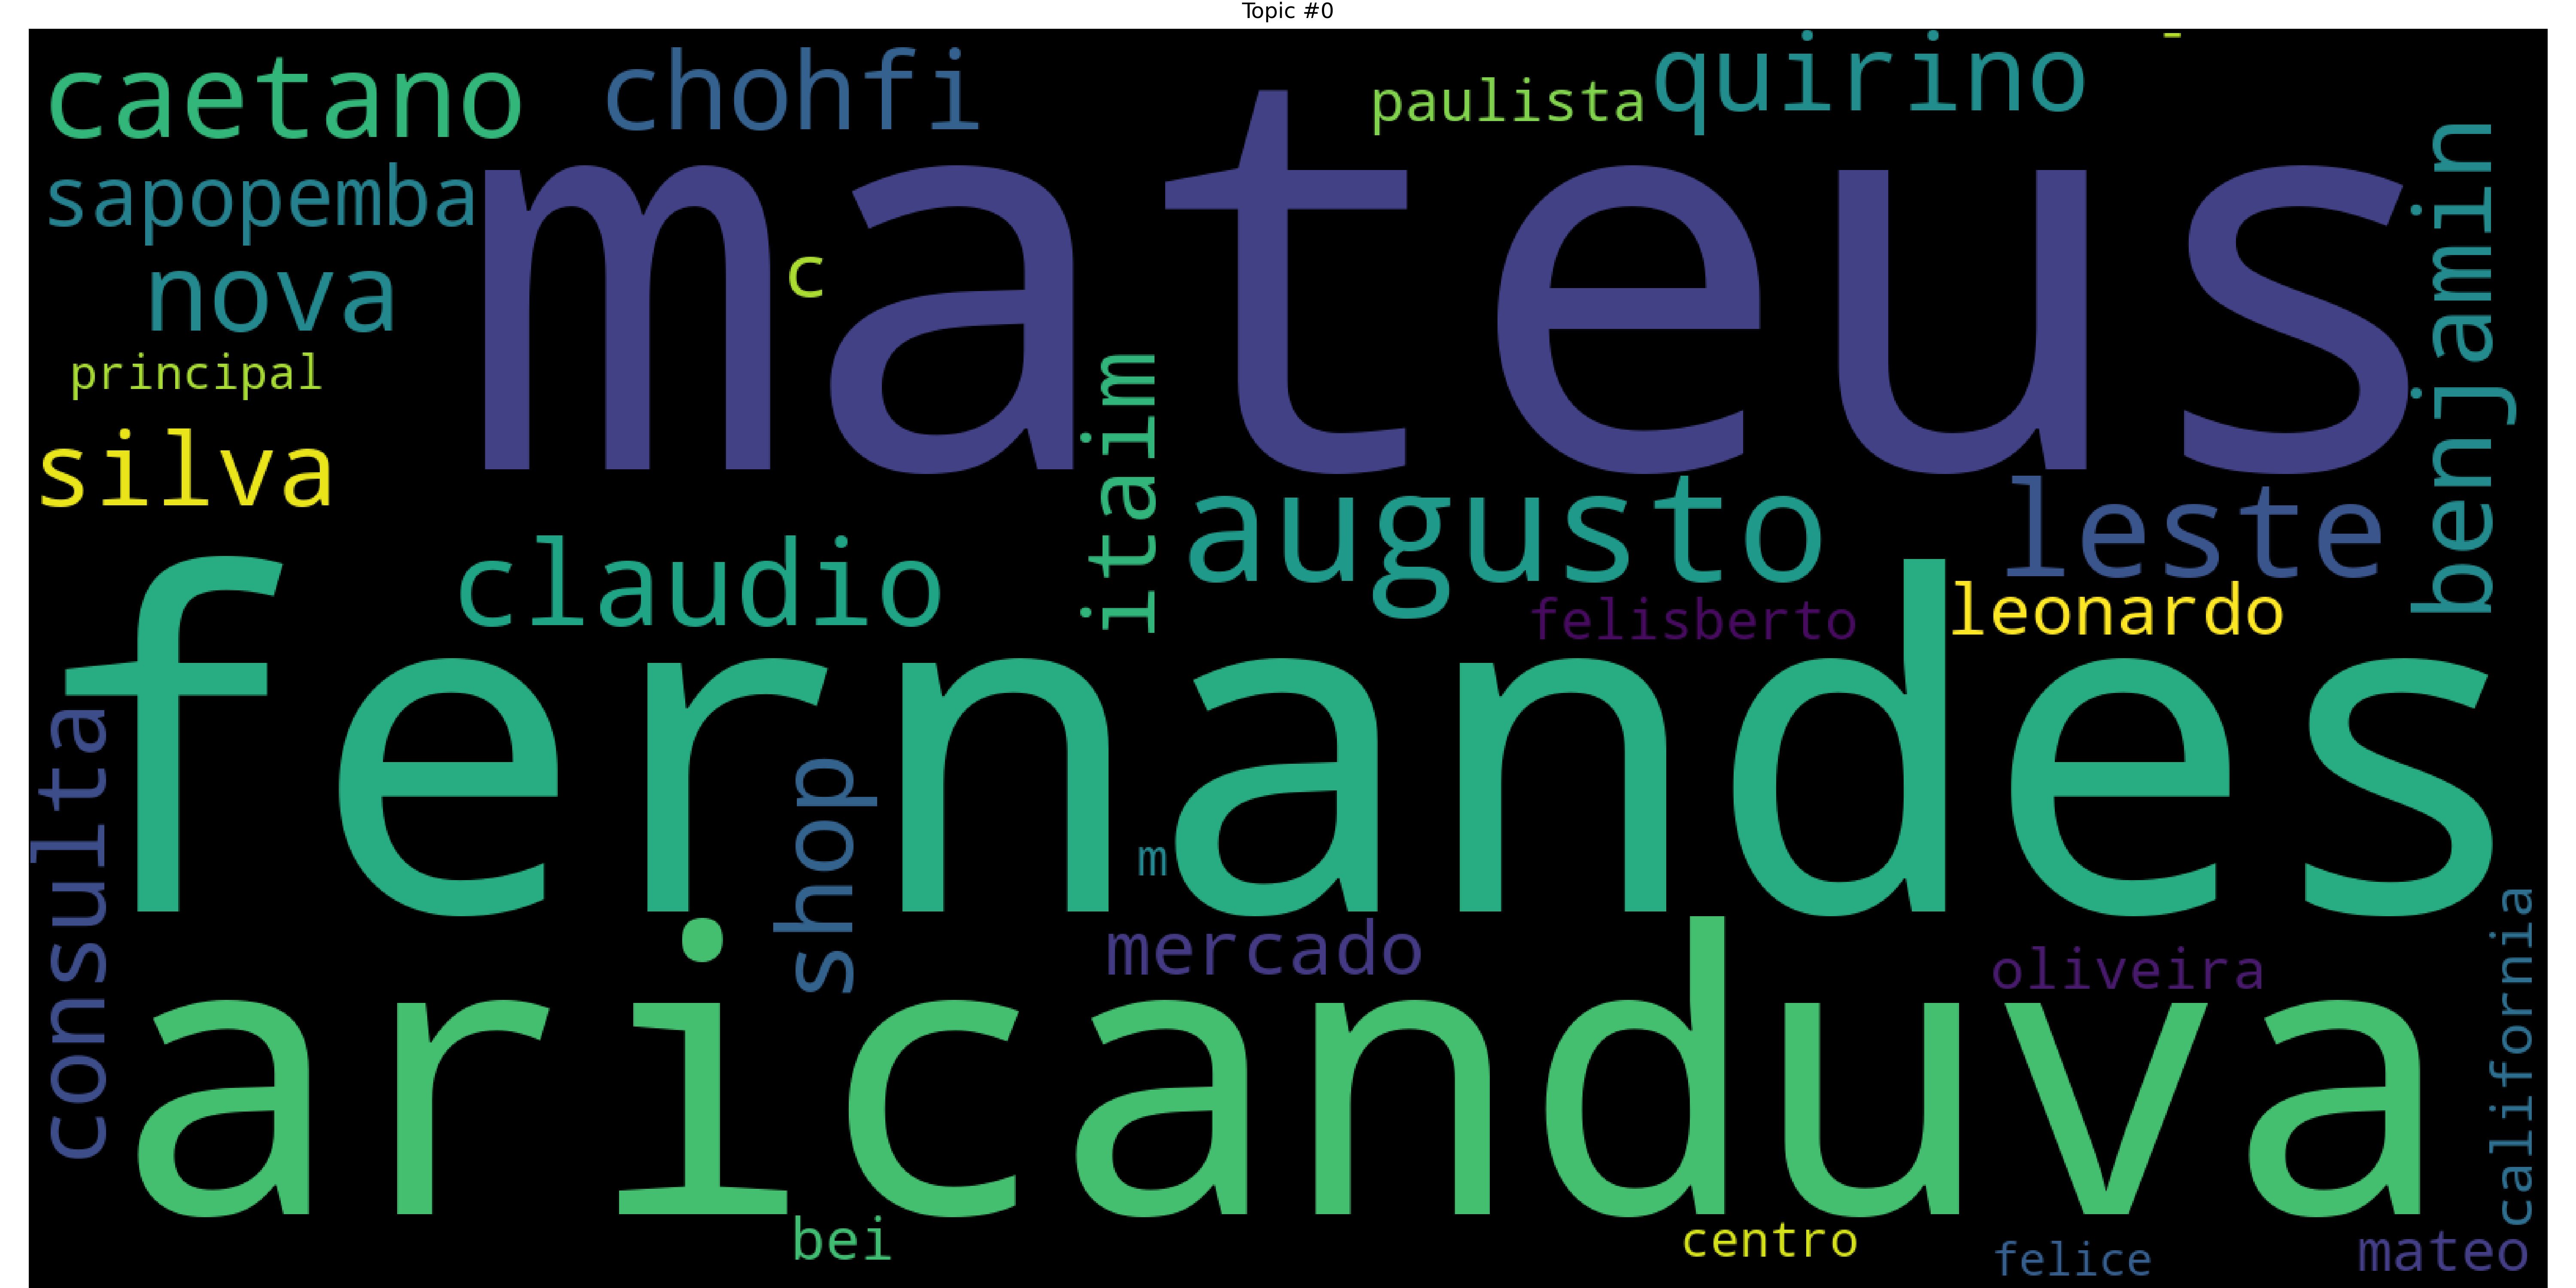 Topic #0
caetano
chohfi
paulista
quirino
-
sapopemba
mateus
benjamin
c
nova
principal
itaim
silva
augusto
leste
claudio
felisberto
leonardo
fernandes
consulta
shop
m
mercado
oliveira
california
aricanduva
bei
centro
felice
mateo